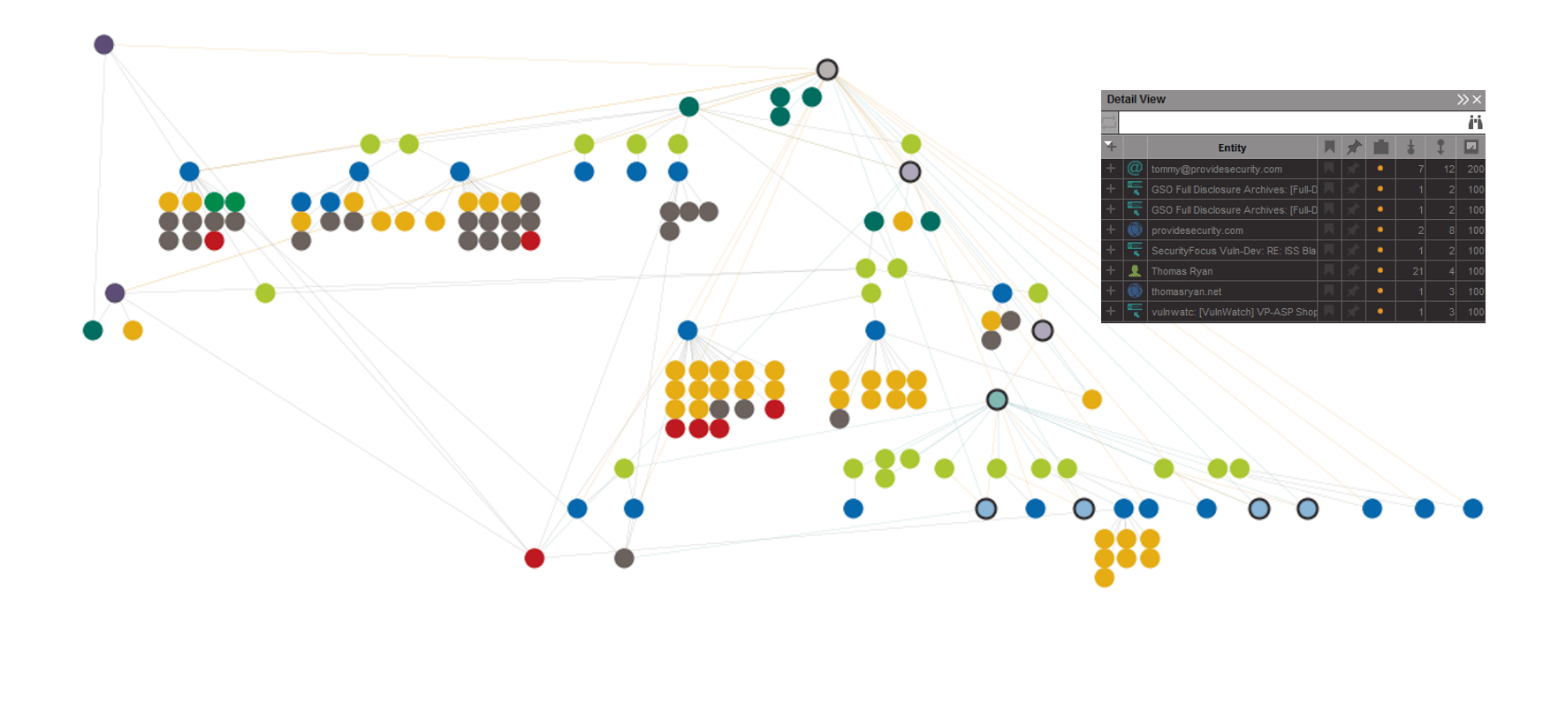 Detail View
Entity
tommy@providesecurity.com 7 12 200
GSO Full Disclosure Archives: [Full-D 1 2 100
GSO Full Disclosure Archives: [Full-D 1 2 100
providesecurity.com 2 8 100
SecurityFocus Vuln-Dev: RE: ISS Bla 1 2 100
Thomas Ryan 21 4 100
thomasryan.net 1 3 100
vulnwatc: [VulnWatch] VP-ASP Shop 1 3 100